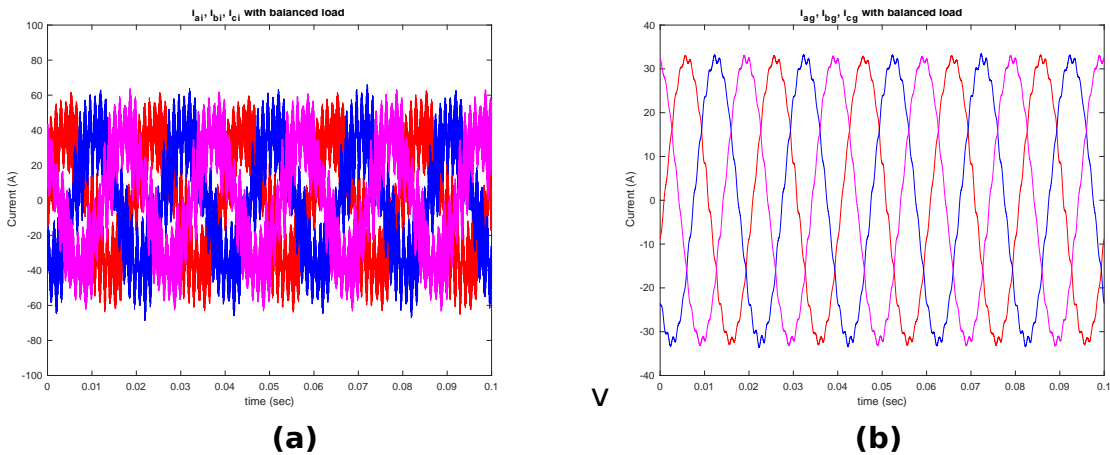 i_ai, i_bi, i_ci with balanced load
100
80
60
40
20
0
-20
-40
-60
-80
-100
Current (A)
0 0.01 0.02 0.03 0.04 0.05 0.06 0.07 0.08 0.09 0.1
time (sec)
(a)
i_ag, i_bg, i_cg with balanced load
40
30
20
10
0
-10
-20
-30
-40
Current (A)
0 0.01 0.02 0.03 0.04 0.05 0.06 0.07 0.08 0.09 0.1
time (sec)
V
(b)